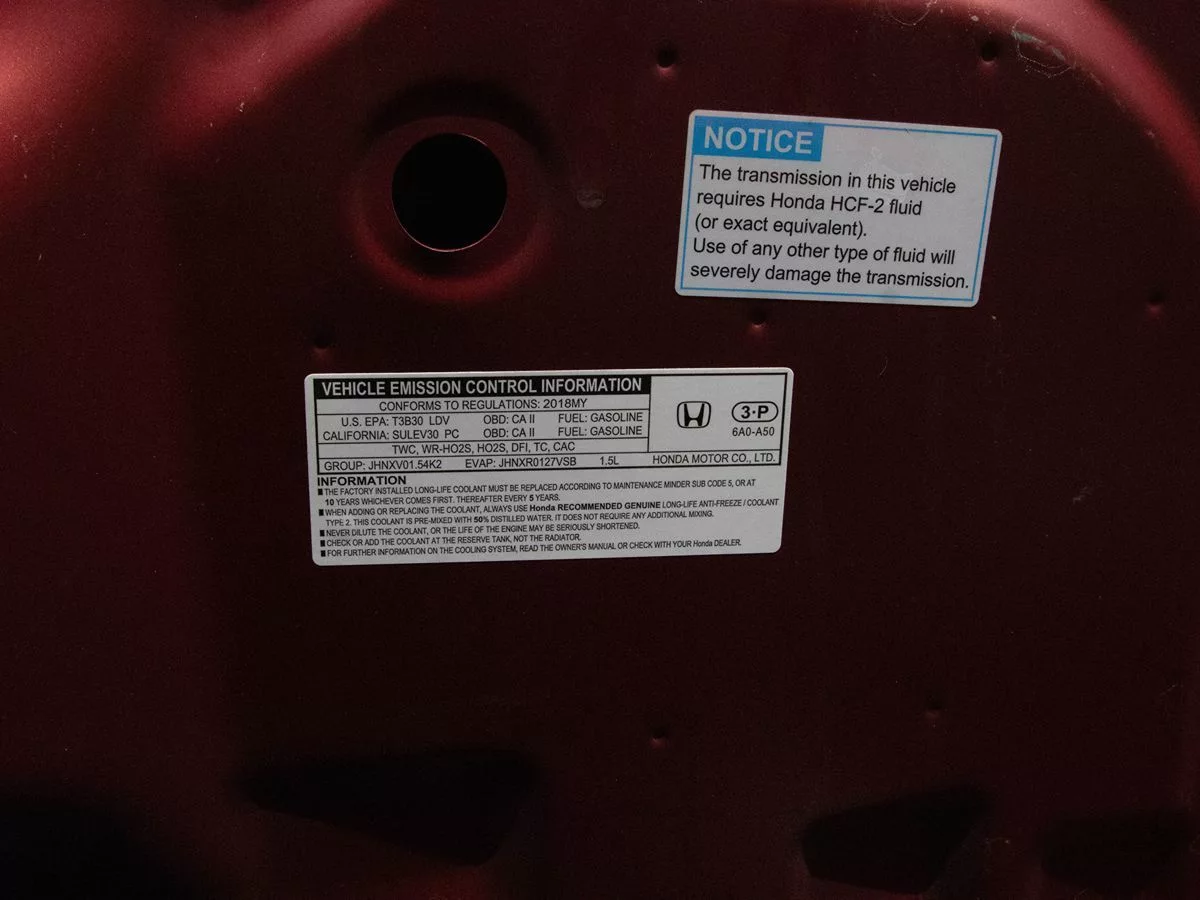 NOTICE
The transmission in this vehicle
requires Honda HCF-2 fluid
(or exact equivalent).
Use of any other type of fluid will
severely damage the transmission.
VEHICLE EMISSION CONTROL INFORMATION
CONFORMS TO REGULATIONS: 2018MY
U.S. EPA: T3B30 LDV OBD: CA II FUEL: GASOLINE
CALIFORNIA: SULEV30 PC OBD: CA II FUEL: GASOLINE
TWC, WR-HO2S, HO2S, DFI, TC, CAC
GROUP: JHNXV01.54K2 EVAP: JHNXR0127VSB 1.5L
3·P
6A0-A50
HONDA MOTOR CO., LTD.
INFORMATION
■ THE FACTORY INSTALLED LONG-LIFE COOLANT MUST BE REPLACED ACCORDING TO MAINTENANCE MINDER SUB CODE 5, OR AT
10 YEARS WHICHEVER COMES FIRST. THEREAFTER EVERY 5 YEARS.
■ WHEN ADDING OR REPLACING THE COOLANT, ALWAYS USE Honda RECOMMENDED GENUINE LONG-LIFE ANTI-FREEZE / COOLANT
TYPE 2. THIS COOLANT IS PRE-MIXED WITH 50% DISTILLED WATER. IT DOES NOT REQUIRE ANY ADDITIONAL MIXING.
■ NEVER DILUTE THE COOLANT, OR THE LIFE OF THE ENGINE MAY BE SERIOUSLY SHORTENED.
■ CHECK OR ADD THE COOLANT AT THE RESERVE TANK, NOT THE RADIATOR.
■ FOR FURTHER INFORMATION ON THE COOLING SYSTEM, READ THE OWNER'S MANUAL OR CHECK WITH YOUR Honda DEALER.